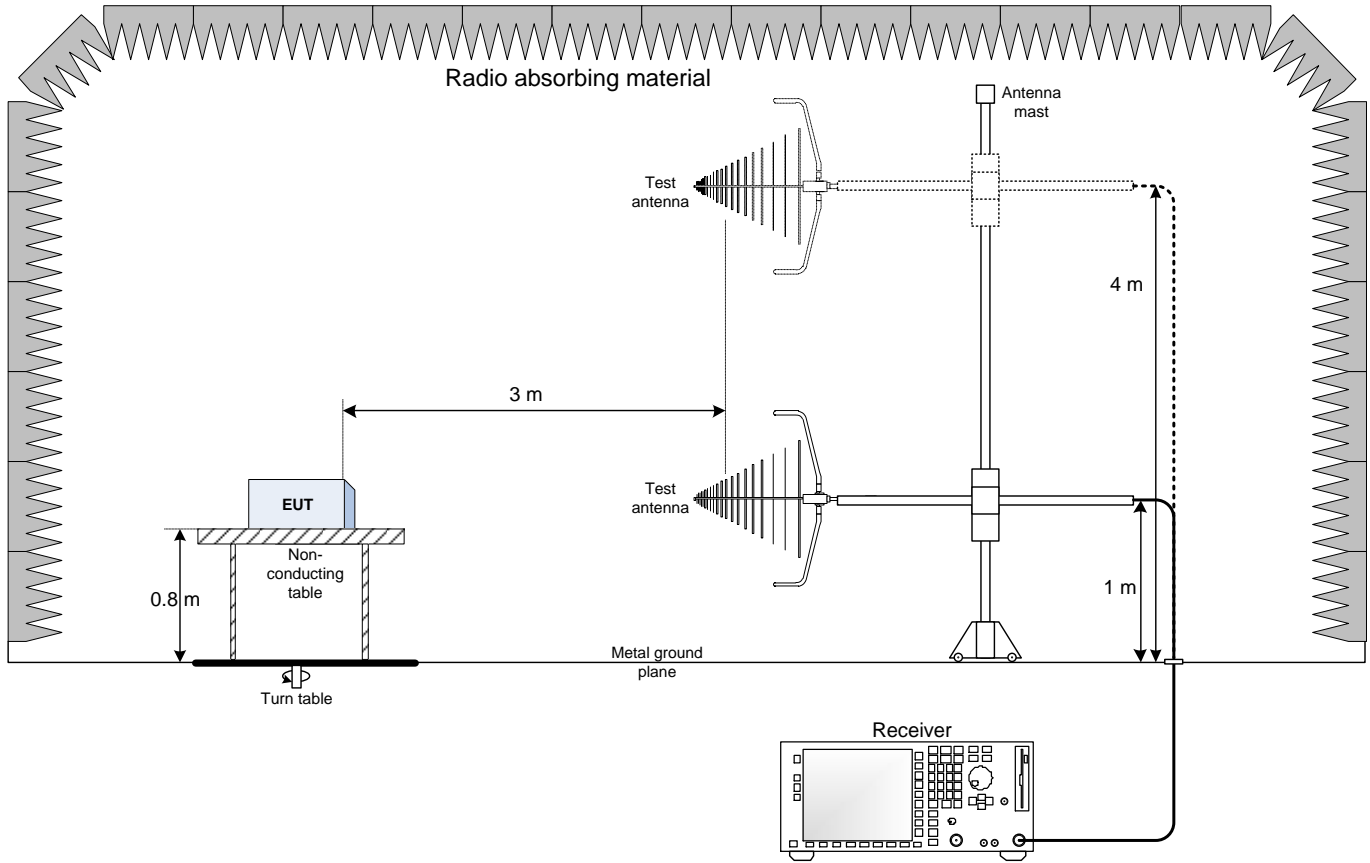 Radio absorbing material
Antenna
mast
Test
antenna
4 m
3 m
Test
antenna
EUT
Non-
conducting
table
0.8 m
1 m
Metal ground
plane
Turn table
Receiver